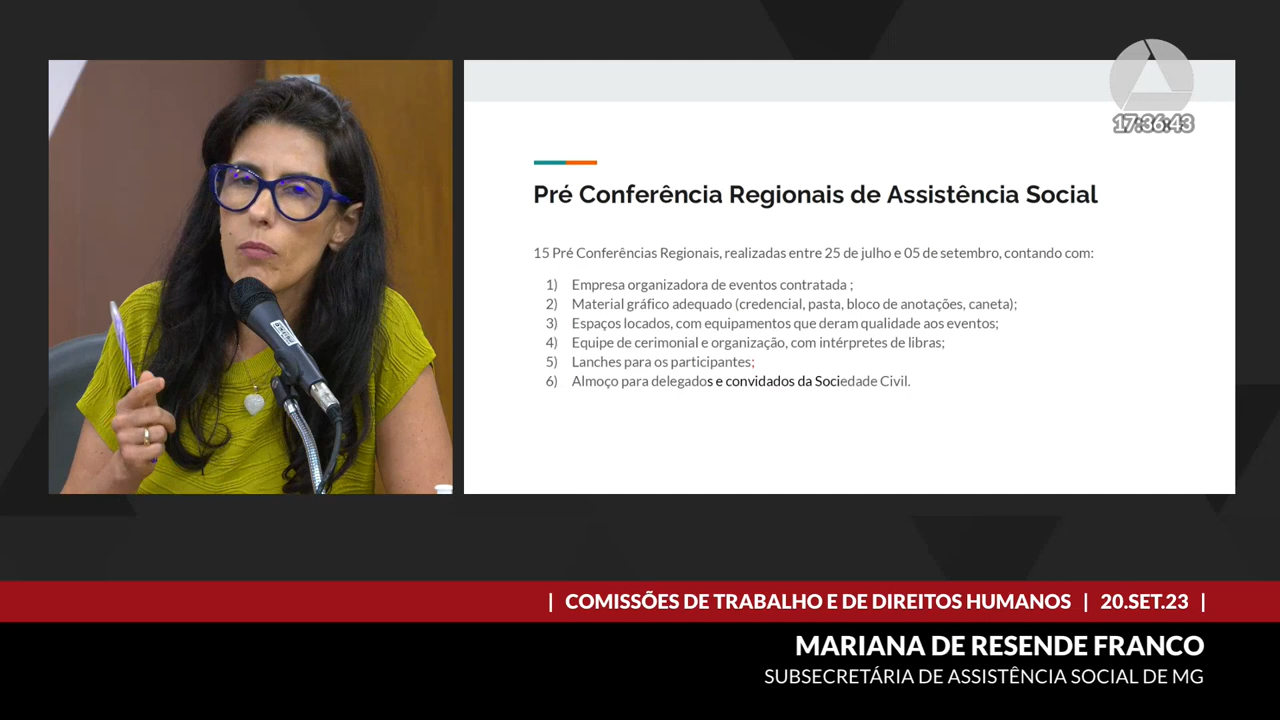 17:36:43
Pré Conferência Regionais de Assistência Social
15 Pré Conferências Regionais, realizadas entre 25 de julho e 05 de setembro, contando com:
1) Empresa organizadora de eventos contratada ;
2) Material gráfico adequado (credencial, pasta, bloco de anotações, caneta);
3) Espaços locados, com equipamentos que deram qualidade aos eventos;
4) Equipe de cerimonial e organização, com intérpretes de libras;
5) Lanches para os participantes;
6) Almoço para delegados e convidados da Sociedade Civil.
| COMISSÕES DE TRABALHO E DE DIREITOS HUMANOS | 20.SET.23 |
MARIANA DE RESENDE FRANCO
SUBSECRETÁRIA DE ASSISTÊNCIA SOCIAL DE MG